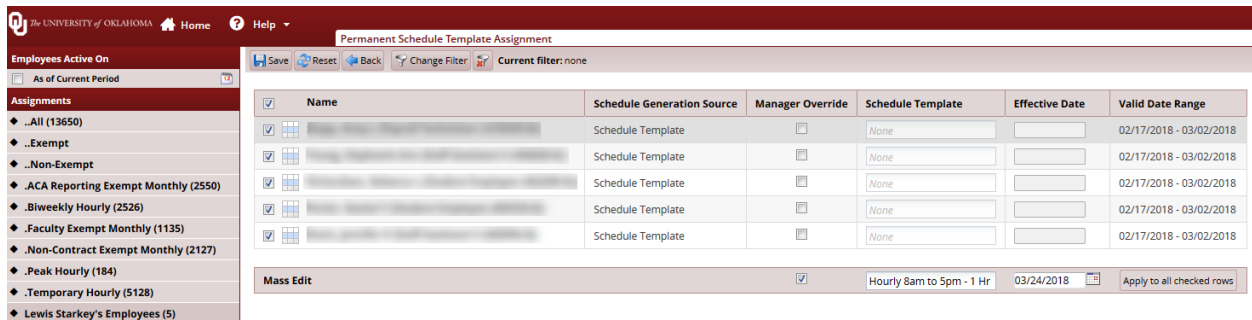 The UNIVERSITY of OKLAHOMA Home ? Help
Permanent Schedule Template Assignment
Employees Active On
Save Reset Back Change Filter Current filter: none
As of Current Period
Assignments
Name Schedule Generation Source Manager Override Schedule Template Effective Date Valid Date Range
..All (13650)
Schedule Template None 02/17/2018 - 03/02/2018
..Exempt
Schedule Template None 02/17/2018 - 03/02/2018
..Non-Exempt
.ACA Reporting Exempt Monthly (2550)
Schedule Template None 02/17/2018 - 03/02/2018
.Biweekly Hourly (2526)
Schedule Template None 02/17/2018 - 03/02/2018
.Faculty Exempt Monthly (1135)
Schedule Template None 02/17/2018 - 03/02/2018
.Non-Contract Exempt Monthly (2127)
.Peak Hourly (184)
Mass Edit Hourly 8am to 5pm - 1 Hr 03/24/2018 Apply to all checked rows
.Temporary Hourly (5128)
Lewis Starkey's Employees (5)